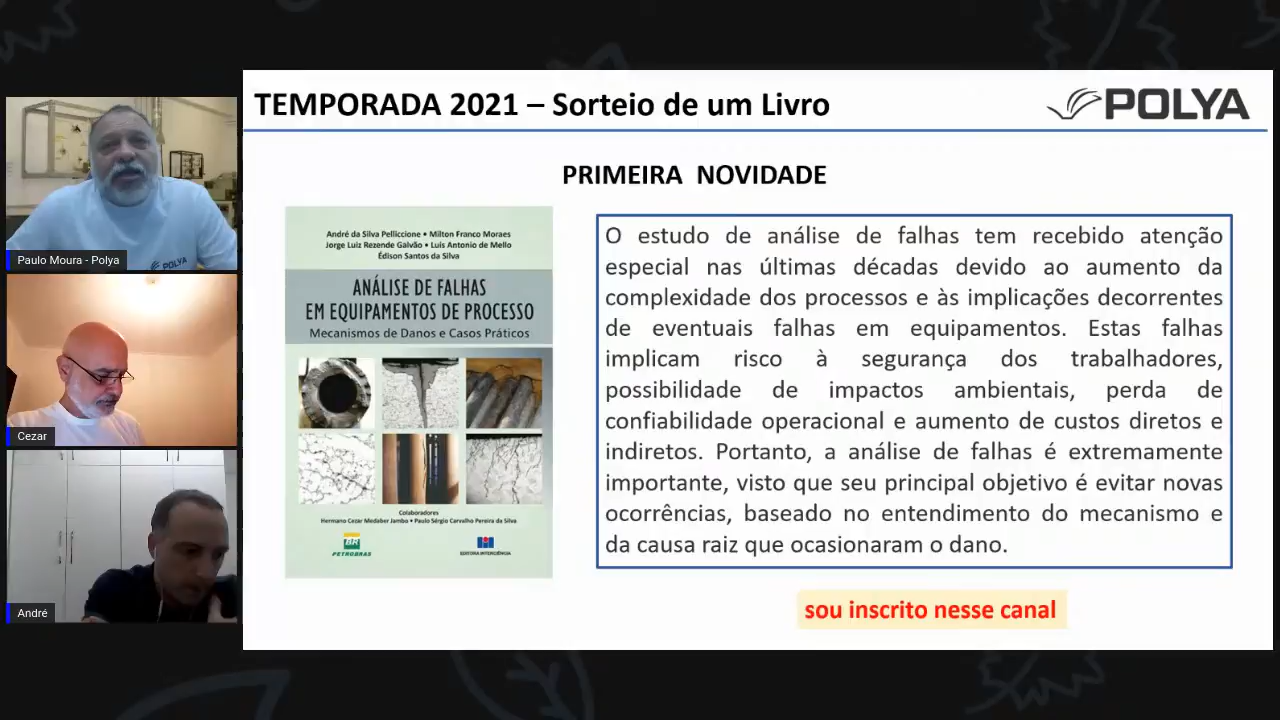 TEMPORADA 2021 – Sorteio de um Livro
POLYA
PRIMEIRA NOVIDADE
André da Silva Pelliccione • Milton Franco Moraes
Jorge Luiz Rezende Galvão • Luis Antonio de Mello
Édison Santos da Silva
ANÁLISE DE FALHAS
EM EQUIPAMENTOS DE PROCESSO
Mecanismos de Danos e Casos Práticos
Colaboradores
Hermano Cezar Medaber Jambo • Paulo Sérgio Carvalho Pereira da Silva
BR
PETROBRAS
EDITORA INTERCIÊNCIA
O estudo de análise de falhas tem recebido atenção
especial nas últimas décadas devido ao aumento da
complexidade dos processos e às implicações decorrentes
de eventuais falhas em equipamentos. Estas falhas
implicam risco à segurança dos trabalhadores,
possibilidade de impactos ambientais, perda de
confiabilidade operacional e aumento de custos diretos e
indiretos. Portanto, a análise de falhas é extremamente
importante, visto que seu principal objetivo é evitar novas
ocorrências, baseado no entendimento do mecanismo e
da causa raiz que ocasionaram o dano.
sou inscrito nesse canal
POLYA
Paulo Moura - Polya
Cezar
André